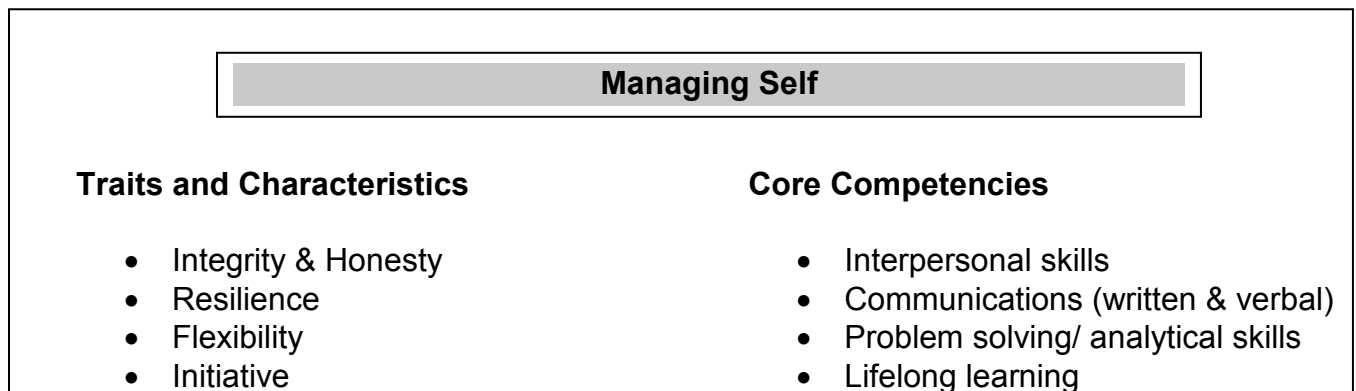 Managing Self
Traits and Characteristics
• Integrity & Honesty
• Resilience
• Flexibility
• Initiative
Core Competencies
• Interpersonal skills
• Communications (written & verbal)
• Problem solving/ analytical skills
• Lifelong learning